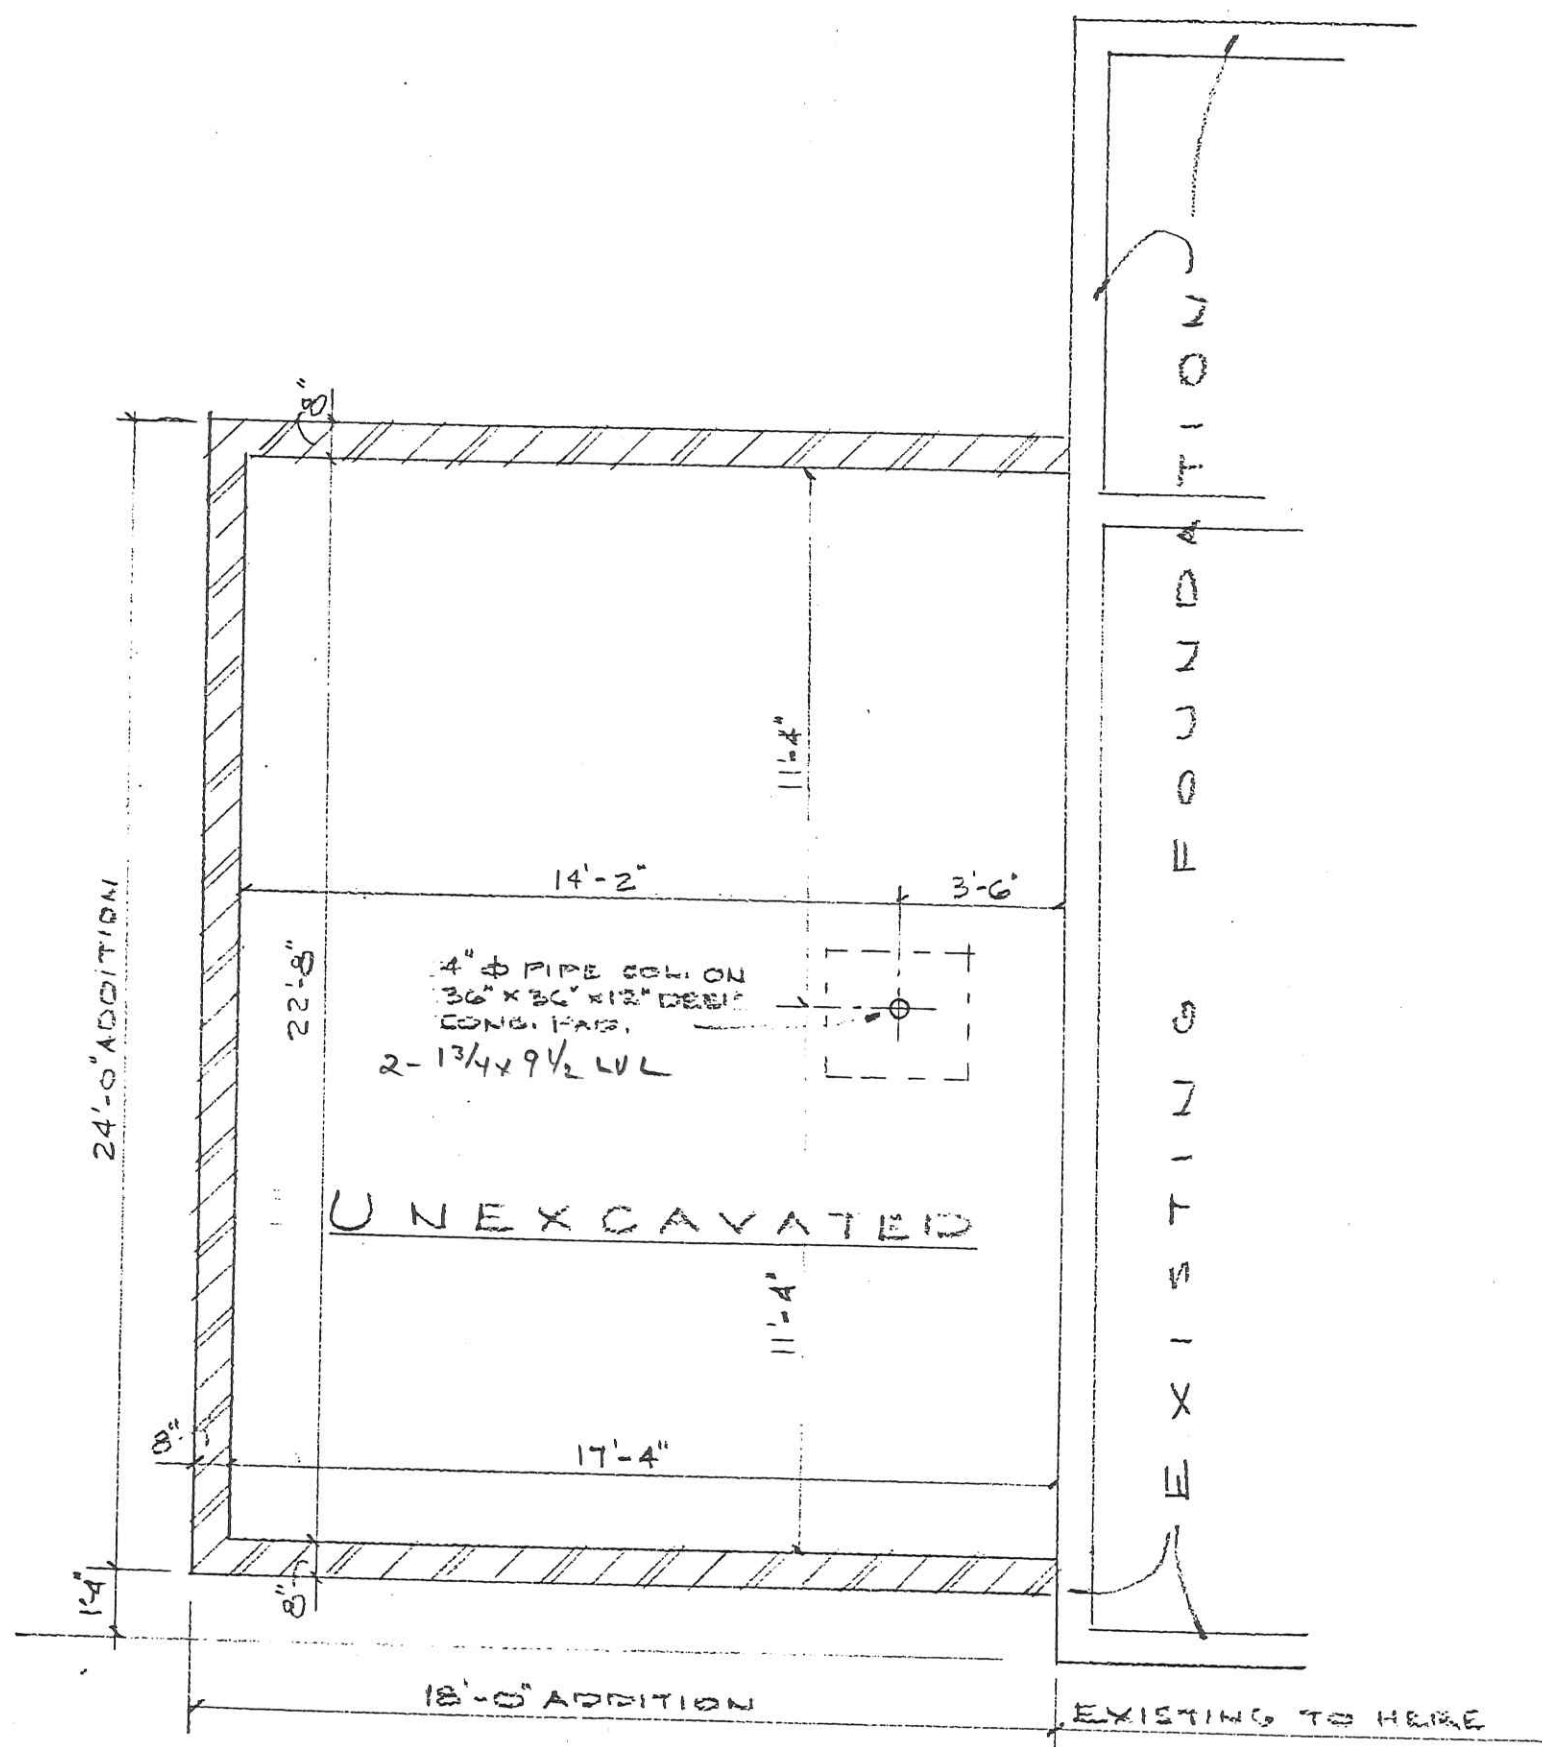 8"
EXISTING FOUNDATION
11'-4"
14'-2"
3'-6"
24'-0" ADDITION
22'-8"
4" ⌀ PIPE COL. ON
36" x 36" x 12" DEEP
CONC. PAD.
2- 1 3/4 x 9 1/2 LVL
UNEXCAVATED
11'-4"
8"
17'-4"
1'-4"
8"
18'-0" ADDITION
EXISTING TO HERE